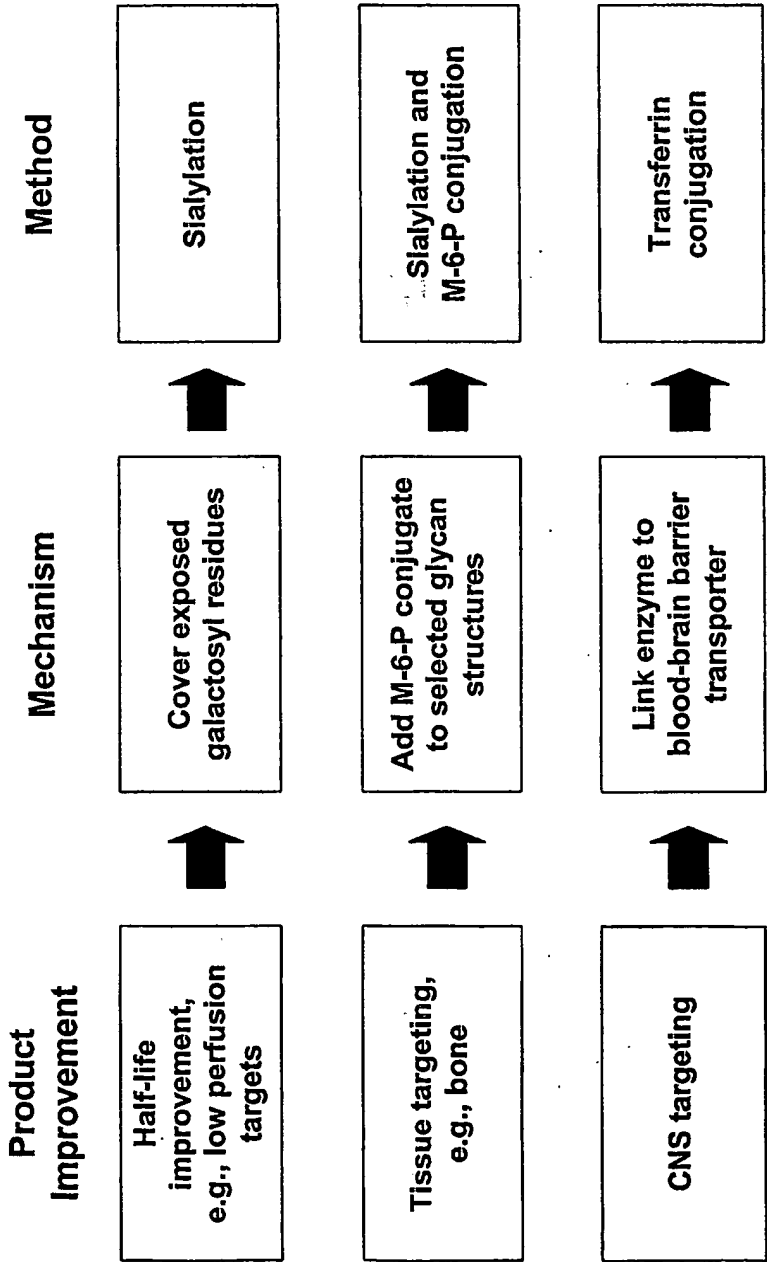 Product
Improvement
Mechanism
Method
Half-life
improvement,
e.g., low perfusion
targets
Cover exposed
galactosyl residues
Sialylation
Tissue targeting,
e.g., bone
Add M-6-P conjugate
to selected glycan
structures
Sialylation and
M-6-P conjugation
CNS targeting
Link enzyme to
blood-brain barrier
transporter
Transferrin
conjugation